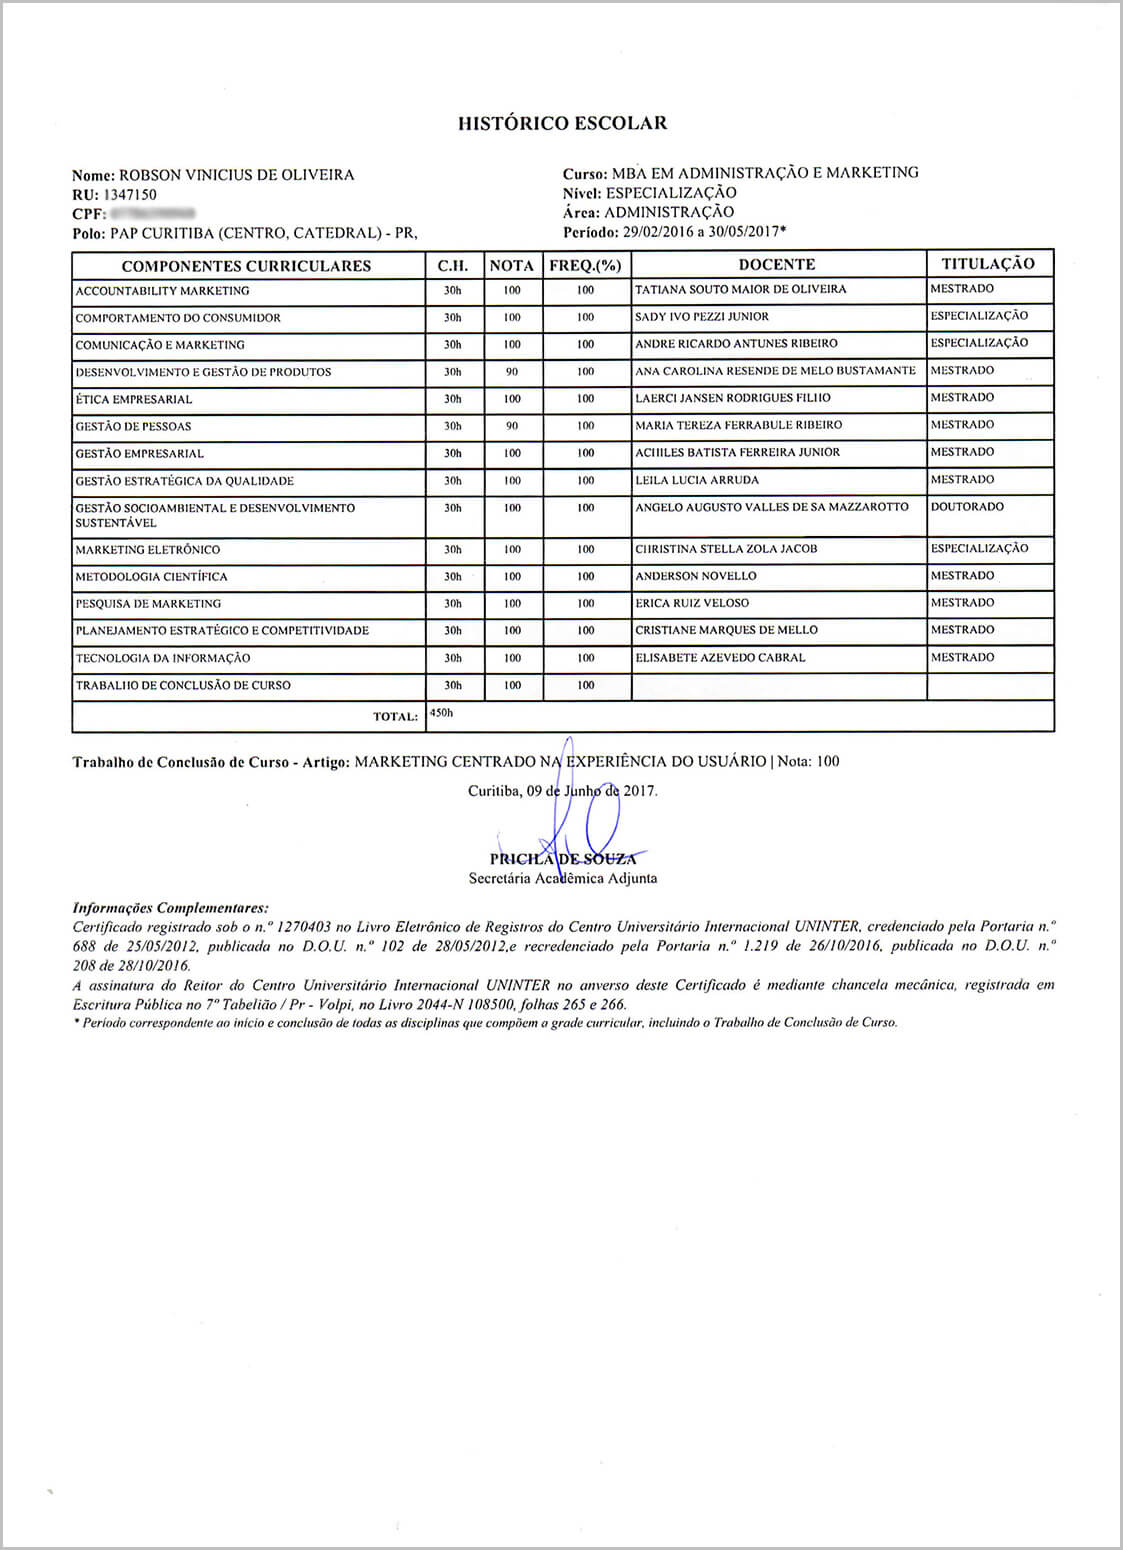 HISTÓRICO ESCOLAR
Nome: ROBSON VINICIUS DE OLIVEIRA
RU: 1347150
CPF:
Polo: PAP CURITIBA (CENTRO, CATEDRAL) - PR,
Curso: MBA EM ADMINISTRAÇÃO E MARKETING
Nível: ESPECIALIZAÇÃO
Área: ADMINISTRAÇÃO
Período: 29/02/2016 a 30/05/2017*
COMPONENTES CURRICULARES C.H. NOTA FREQ.(%) DOCENTE TITULAÇÃO
ACCOUNTABILITY MARKETING 30h 100 100 TATIANA SOUTO MAIOR DE OLIVEIRA MESTRADO
COMPORTAMENTO DO CONSUMIDOR 30h 100 100 SADY IVO PEZZI JUNIOR ESPECIALIZAÇÃO
COMUNICAÇÃO E MARKETING 30h 100 100 ANDRE RICARDO ANTUNES RIBEIRO ESPECIALIZAÇÃO
DESENVOLVIMENTO E GESTÃO DE PRODUTOS 30h 90 100 ANA CAROLINA RESENDE DE MELO BUSTAMANTE MESTRADO
ÉTICA EMPRESARIAL 30h 100 100 LAERCI JANSEN RODRIGUES FILHO MESTRADO
GESTÃO DE PESSOAS 30h 90 100 MARIA TEREZA FERRABULE RIBEIRO MESTRADO
GESTÃO EMPRESARIAL 30h 100 100 ACHILES BATISTA FERREIRA JUNIOR MESTRADO
GESTÃO ESTRATÉGICA DA QUALIDADE 30h 100 100 LEILA LUCIA ARRUDA MESTRADO
GESTÃO SOCIOAMBIENTAL E DESENVOLVIMENTO 30h 100 100 ANGELO AUGUSTO VALLES DE SA MAZZAROTTO DOUTORADO
SUSTENTÁVEL
MARKETING ELETRÔNICO 30h 100 100 CHRISTINA STELLA ZOLA JACOB ESPECIALIZAÇÃO
METODOLOGIA CIENTÍFICA 30h 100 100 ANDERSON NOVELLO MESTRADO
PESQUISA DE MARKETING 30h 100 100 ERICA RUIZ VELOSO MESTRADO
PLANEJAMENTO ESTRATÉGICO E COMPETITIVIDADE 30h 100 100 CRISTIANE MARQUES DE MELLO MESTRADO
TECNOLOGIA DA INFORMAÇÃO 30h 100 100 ELISABETE AZEVEDO CABRAL MESTRADO
TRABALHO DE CONCLUSÃO DE CURSO 30h 100 100
TOTAL: 450h
Trabalho de Conclusão de Curso - Artigo: MARKETING CENTRADO NA EXPERIÊNCIA DO USUÁRIO | Nota: 100
Curitiba, 09 de Junho de 2017.
PRICILA DE SOUZA
Secretária Acadêmica Adjunta
Informações Complementares:
Certificado registrado sob o n.º 1270403 no Livro Eletrônico de Registros do Centro Universitário Internacional UNINTER, credenciado pela Portaria n.º
688 de 25/05/2012, publicada no D.O.U. n.º 102 de 28/05/2012,e recredenciado pela Portaria n.º 1.219 de 26/10/2016, publicada no D.O.U. n.º
208 de 28/10/2016.
A assinatura do Reitor do Centro Universitário Internacional UNINTER no anverso deste Certificado é mediante chancela mecânica, registrada em
Escritura Pública no 7º Tabelião / Pr - Volpi, no Livro 2044-N 108500, folhas 265 e 266.
* Período correspondente ao início e conclusão de todas as disciplinas que compõem a grade curricular, incluindo o Trabalho de Conclusão de Curso.